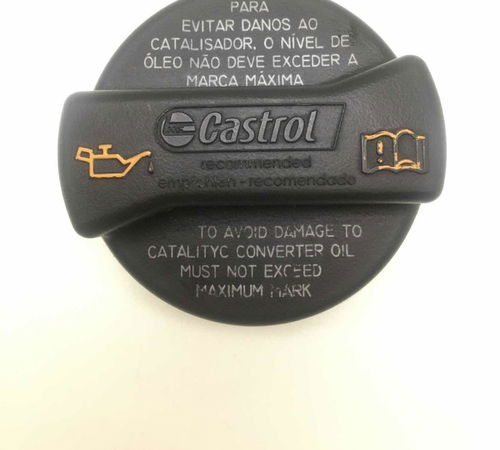 PARA
EVITAR DANOS AO
CATALISADOR, O NÍVEL DE
ÓLEO NÃO DEVE EXCEDER A
MARCA MÁXIMA
Castrol
recommended
empfohlen - recomendado
TO AVOID DAMAGE TO
CATALITYC CONVERTER OIL
MUST NOT EXCEED
MAXIMUM MARK